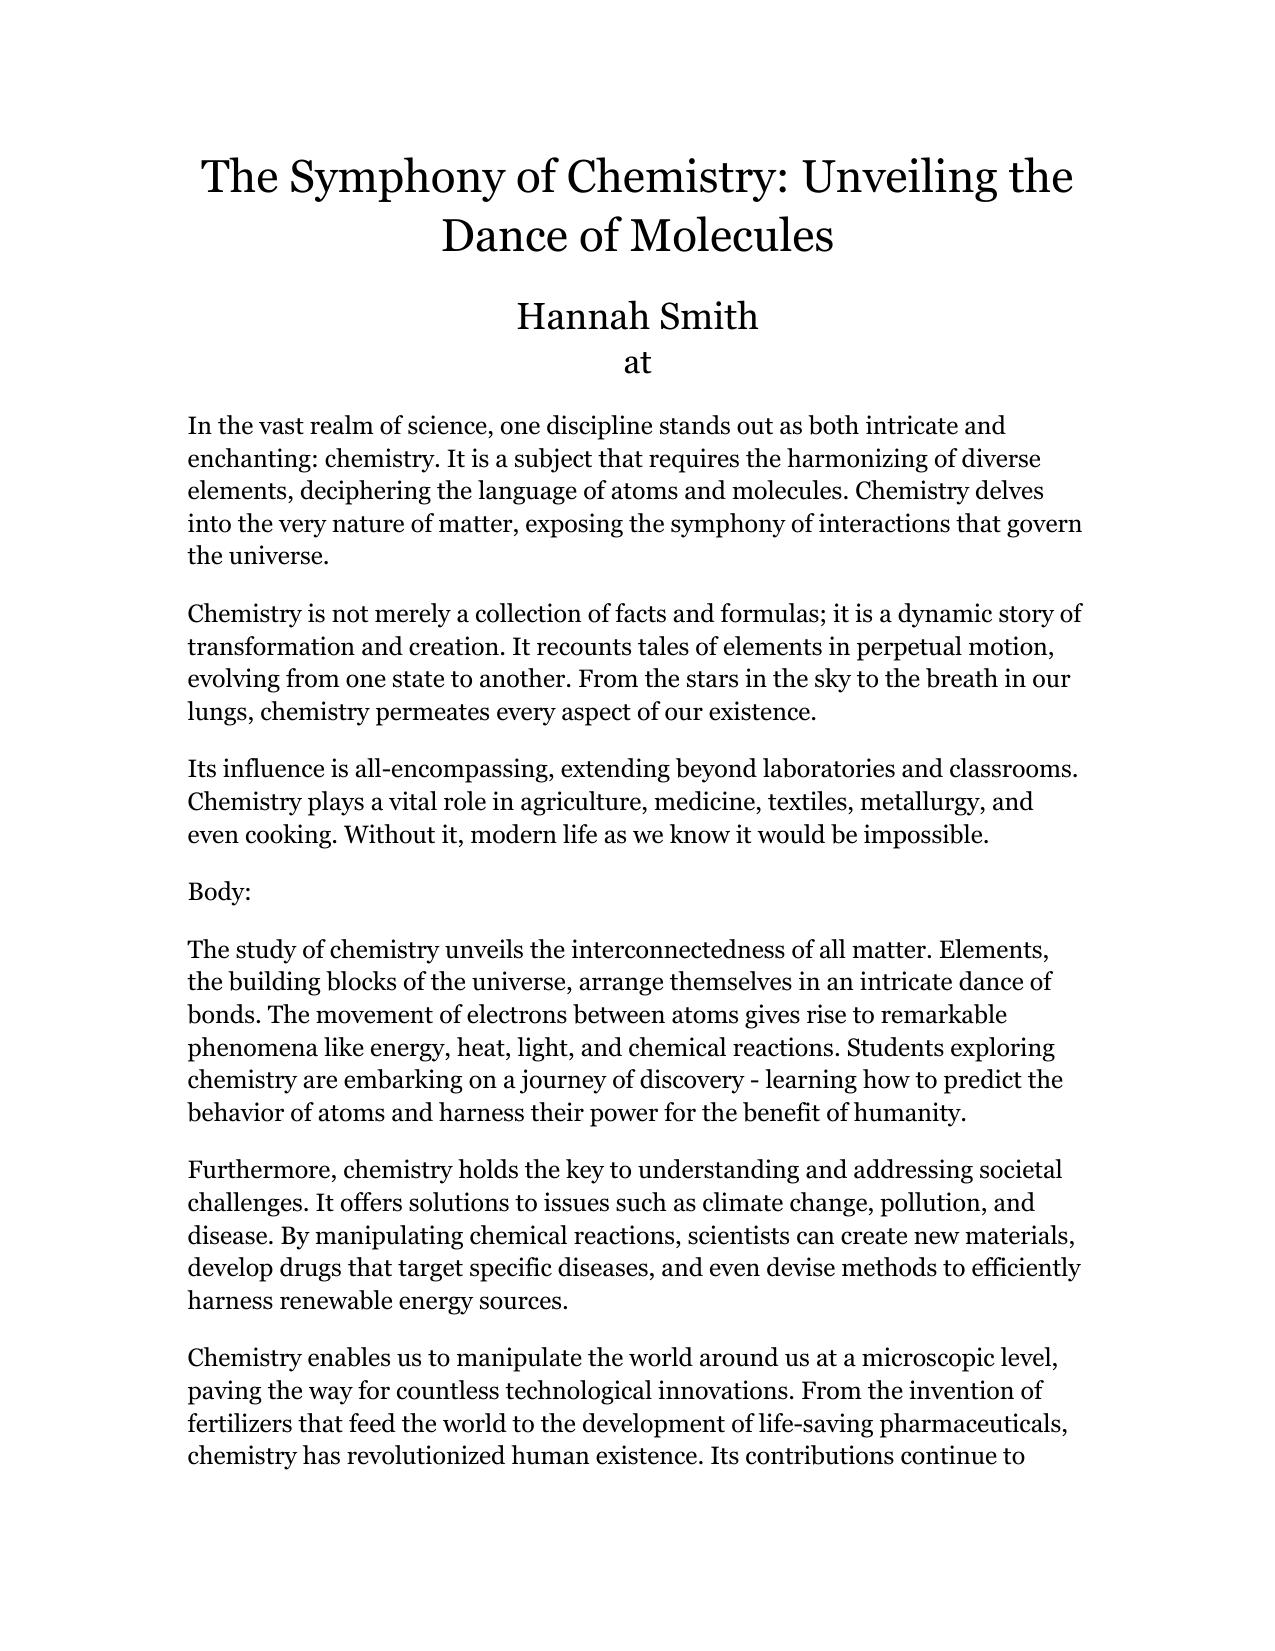 The Symphony of Chemistry: Unveiling the
Dance of Molecules
Hannah Smith
at
In the vast realm of science, one discipline stands out as both intricate and
enchanting: chemistry. It is a subject that requires the harmonizing of diverse
elements, deciphering the language of atoms and molecules. Chemistry delves
into the very nature of matter, exposing the symphony of interactions that govern
the universe.
Chemistry is not merely a collection of facts and formulas; it is a dynamic story of
transformation and creation. It recounts tales of elements in perpetual motion,
evolving from one state to another. From the stars in the sky to the breath in our
lungs, chemistry permeates every aspect of our existence.
Its influence is all-encompassing, extending beyond laboratories and classrooms.
Chemistry plays a vital role in agriculture, medicine, textiles, metallurgy, and
even cooking. Without it, modern life as we know it would be impossible.
Body:
The study of chemistry unveils the interconnectedness of all matter. Elements,
the building blocks of the universe, arrange themselves in an intricate dance of
bonds. The movement of electrons between atoms gives rise to remarkable
phenomena like energy, heat, light, and chemical reactions. Students exploring
chemistry are embarking on a journey of discovery - learning how to predict the
behavior of atoms and harness their power for the benefit of humanity.
Furthermore, chemistry holds the key to understanding and addressing societal
challenges. It offers solutions to issues such as climate change, pollution, and
disease. By manipulating chemical reactions, scientists can create new materials,
develop drugs that target specific diseases, and even devise methods to efficiently
harness renewable energy sources.
Chemistry enables us to manipulate the world around us at a microscopic level,
paving the way for countless technological innovations. From the invention of
fertilizers that feed the world to the development of life-saving pharmaceuticals,
chemistry has revolutionized human existence. Its contributions continue to